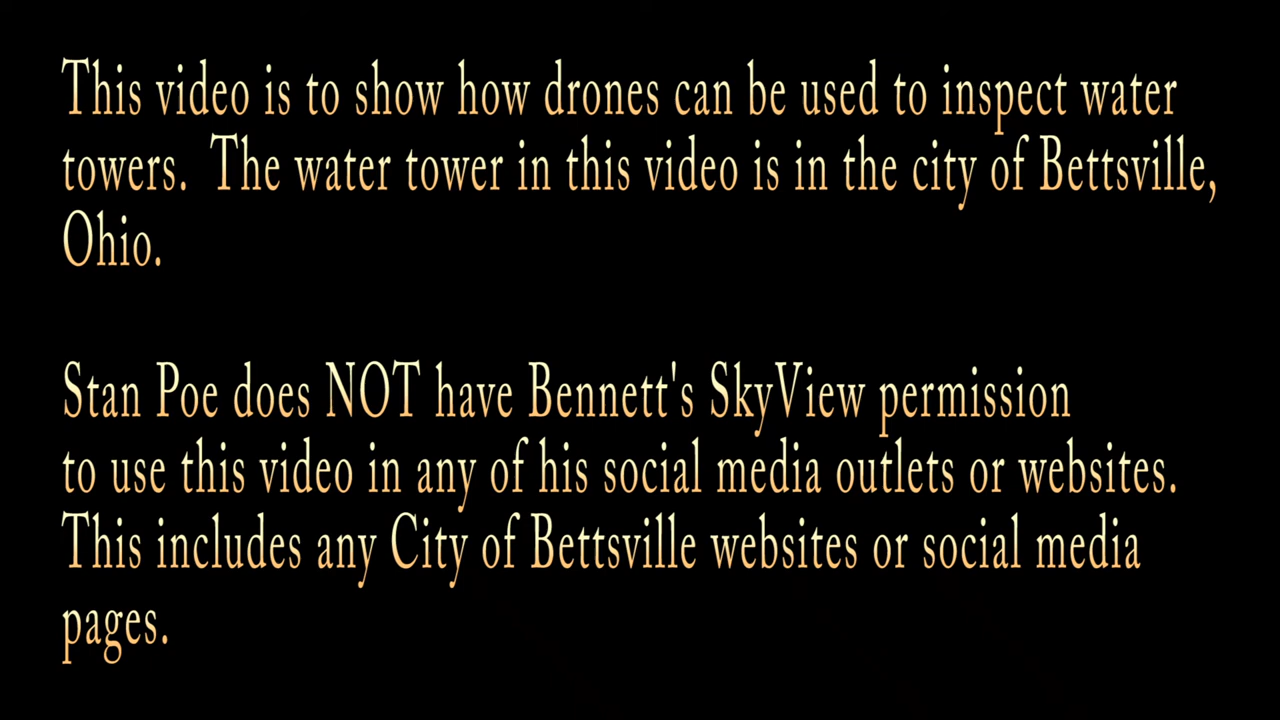 This video is to show how drones can be used to inspect water
towers.  The water tower in this video is in the city of Bettsville,
Ohio.
Stan Poe does NOT have Bennett's SkyView permission
to use this video in any of his social media outlets or websites.
This includes any City of Bettsville websites or social media
pages.